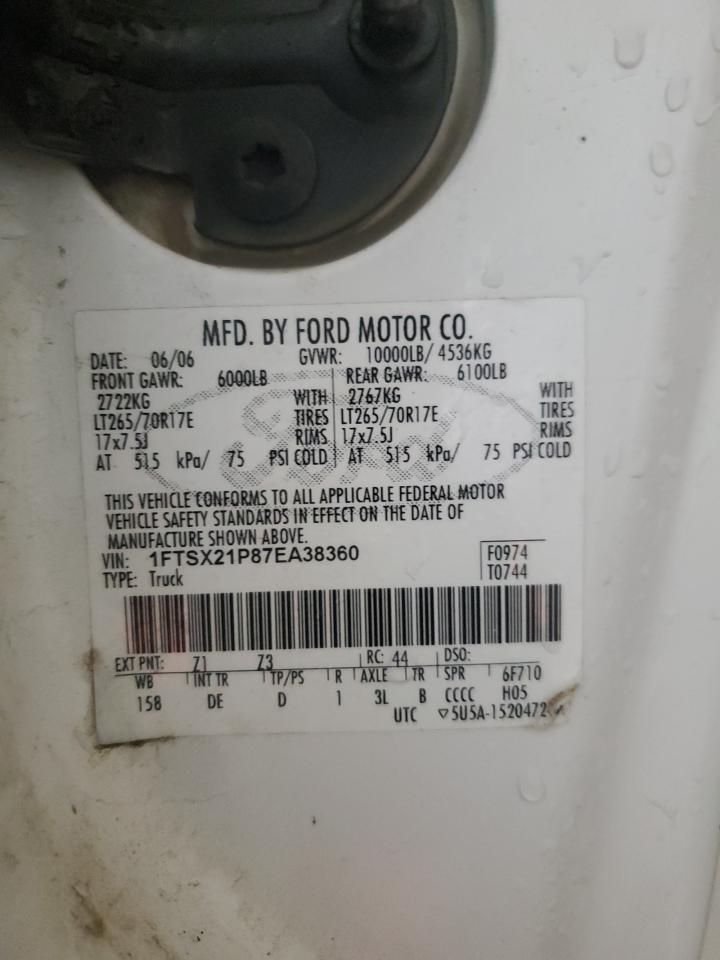 MFD. BY FORD MOTOR CO.
DATE: 06/06 GVWR: 10000LB/ 4536KG
FRONT GAWR: 6000LB REAR GAWR: 6100LB
2722KG WITH 2767KG WITH
LT265/70R17E TIRES LT265/70R17E TIRES
17x7.5J RIMS 17x7.5J RIMS
AT 515 kPa/ 75 PSI COLD AT 515 kPa/ 75 PSI COLD
THIS VEHICLE CONFORMS TO ALL APPLICABLE FEDERAL MOTOR
VEHICLE SAFETY STANDARDS IN EFFECT ON THE DATE OF
MANUFACTURE SHOWN ABOVE.
VIN: 1FTSX21P87EA38360 F0974
TYPE: Truck T0744
EXT PNT: Z1 Z3 RC: 44 DSO:
WB INT TR TP/PS R AXLE TR SPR 6F710
158 DE D 1 3L B CCCC H05
UTC ▽5U5A-1520472